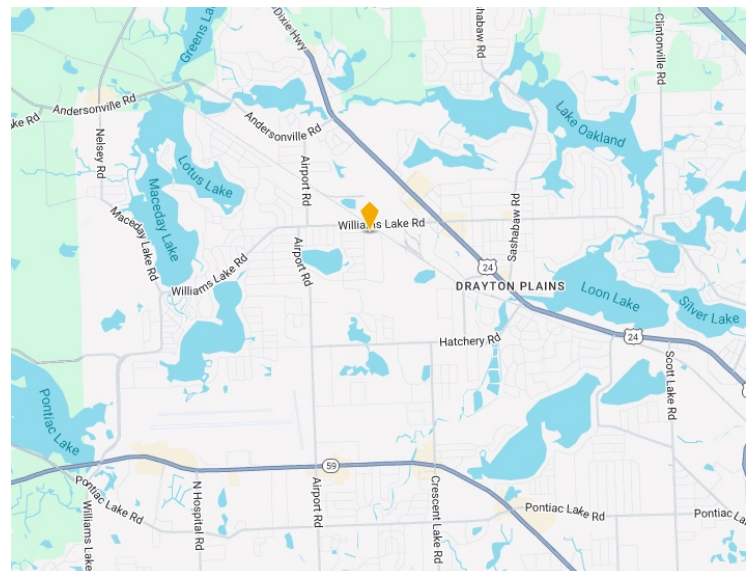 Greens La
Dixie Hwy
Sashabaw Rd
Clintonville Rd
Andersonville Rd
ke Rd
Nelsey Rd
Andersonville Rd
Lake Oakland
Lotus Lake
Airport Rd
Maceday Lake
Maceday Lake Rd
Sashabaw Rd
Williams Lake Rd
Airport Rd
Williams Lake Rd
24
DRAYTON PLAINS
Loon Lake
Silver Lake
24
Hatchery Rd
Scott Lake Rd
Pontiac Lake
59
Pontiac Lake Rd
Williams Lake
N Hospital Rd
Airport Rd
Crescent Lake Rd
Pontiac Lake Rd
Pontiac La